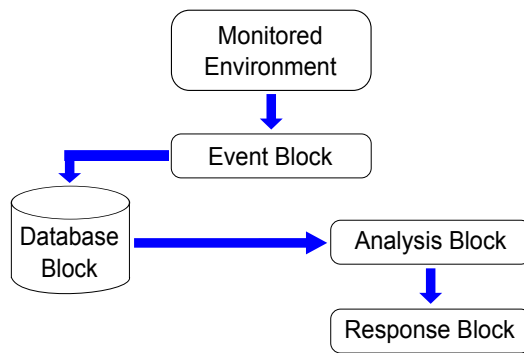 Monitored
Environment
Event Block
Database
Block
Analysis Block
Response Block